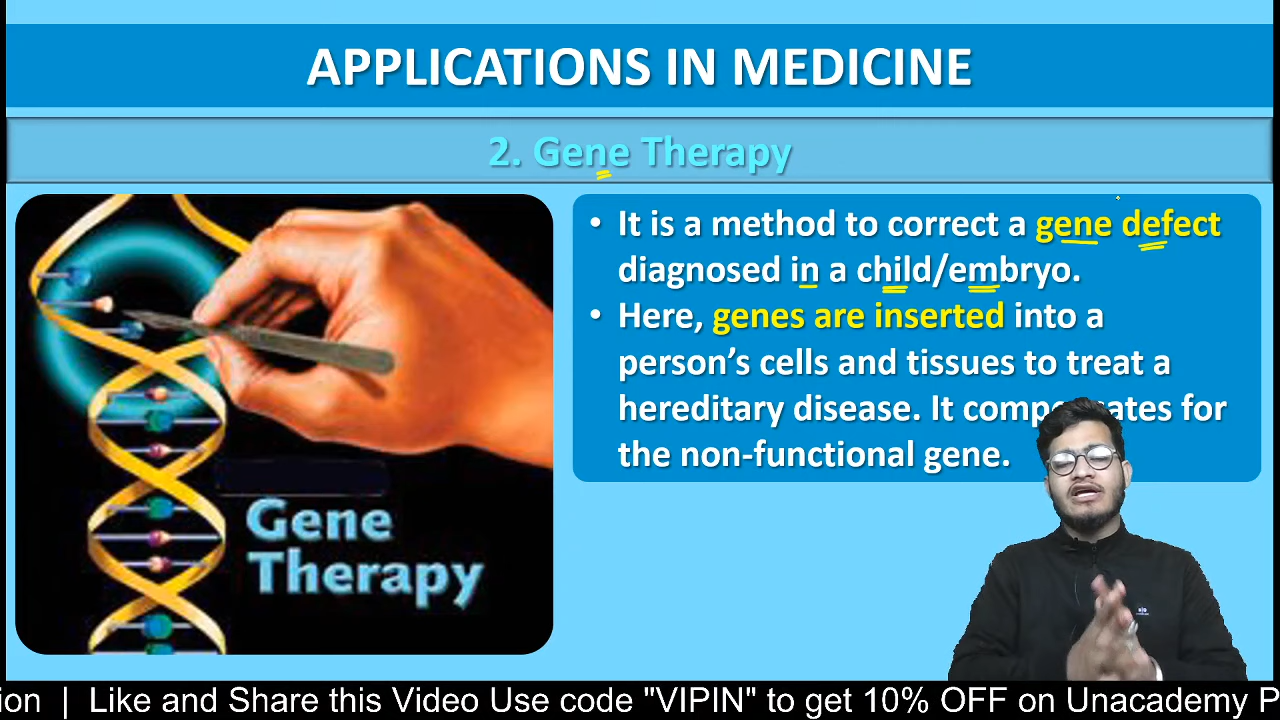 APPLICATIONS IN MEDICINE
2. Gene Therapy
• It is a method to correct a gene defect
diagnosed in a child/embryo.
• Here, genes are inserted into a
person’s cells and tissues to treat a
hereditary disease. It for
the non-functional gene.
Gene
Therapy
| Like and Share this Video Use code "VIPIN" to get 10% OFF on Unacademy